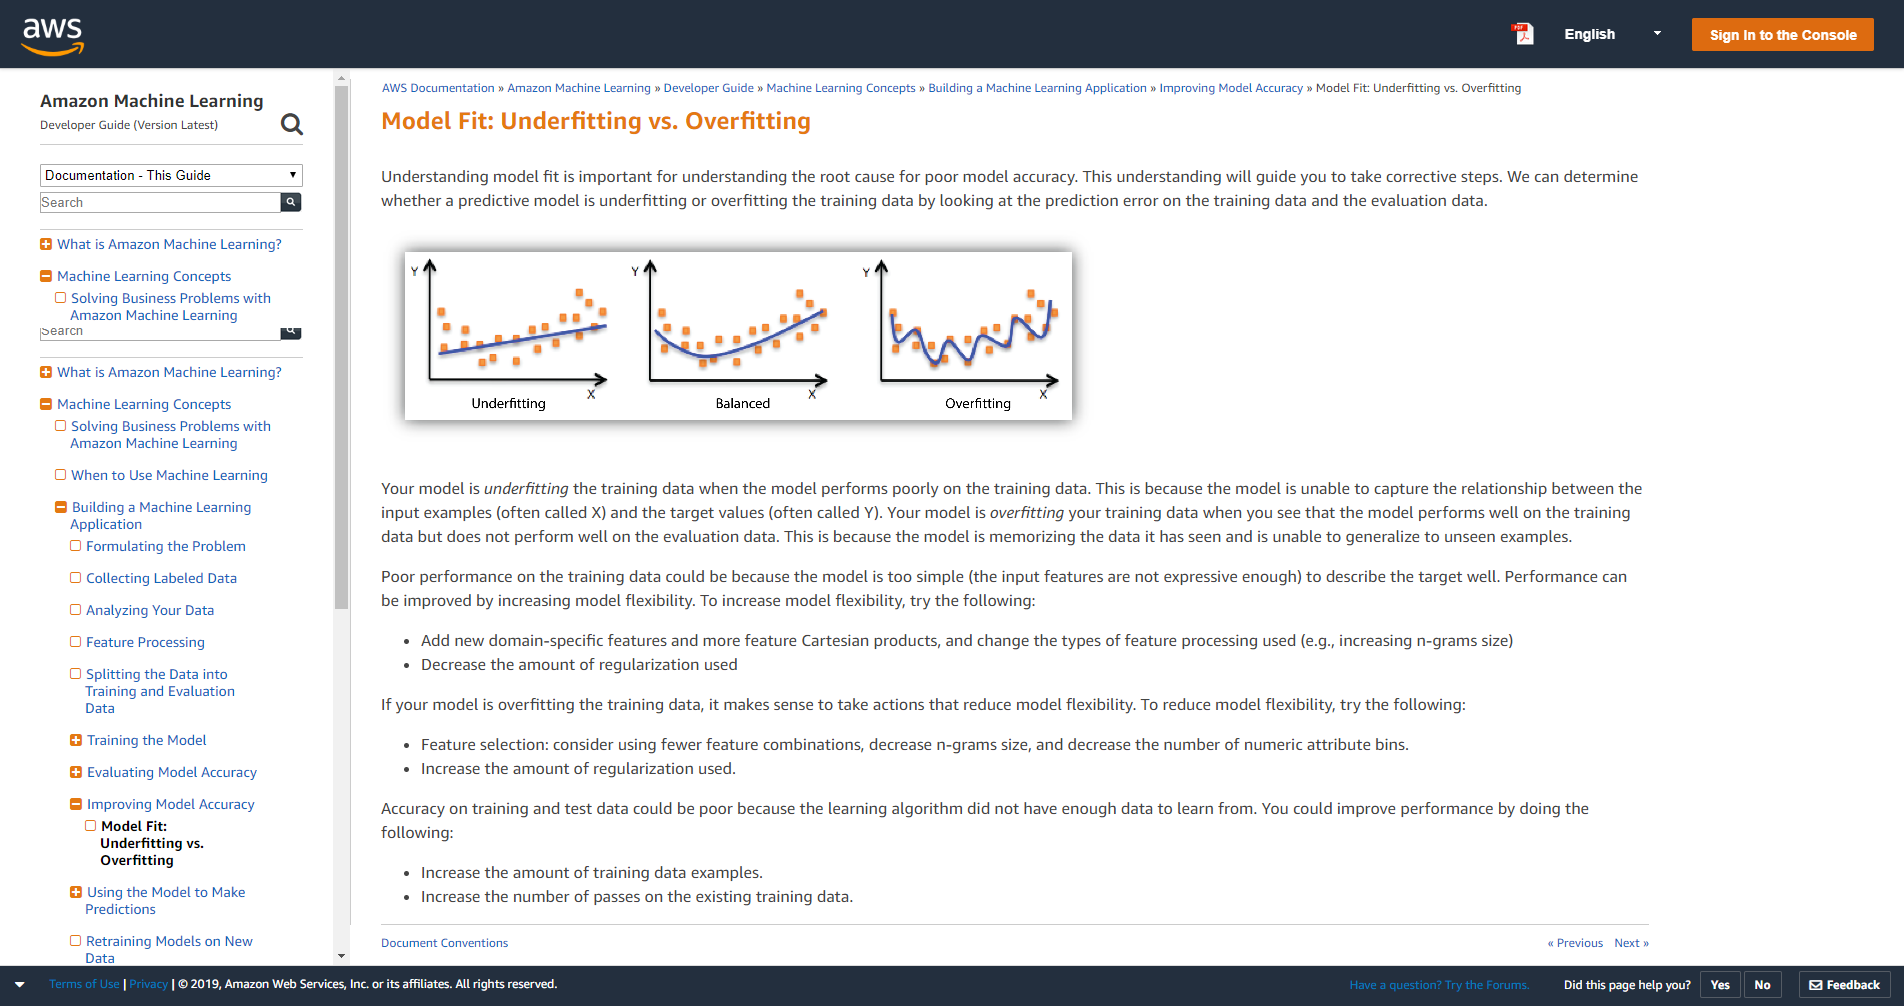 aws
PDF
English
Sign In to the Console
Amazon Machine Learning
Developer Guide (Version Latest)
Documentation - This Guide
Search
What is Amazon Machine Learning?
Machine Learning Concepts
Solving Business Problems with
Amazon Machine Learning
Search
What is Amazon Machine Learning?
Machine Learning Concepts
Solving Business Problems with
Amazon Machine Learning
When to Use Machine Learning
Building a Machine Learning
Application
Formulating the Problem
Collecting Labeled Data
Analyzing Your Data
Feature Processing
Splitting the Data into
Training and Evaluation
Data
Training the Model
Evaluating Model Accuracy
Improving Model Accuracy
Model Fit:
Underfitting vs.
Overfitting
Using the Model to Make
Predictions
Retraining Models on New
Data
AWS Documentation » Amazon Machine Learning » Developer Guide » Machine Learning Concepts » Building a Machine Learning Application » Improving Model Accuracy » Model Fit: Underfitting vs. Overfitting
Model Fit: Underfitting vs. Overfitting
Understanding model fit is important for understanding the root cause for poor model accuracy. This understanding will guide you to take corrective steps. We can determine
whether a predictive model is underfitting or overfitting the training data by looking at the prediction error on the training data and the evaluation data.
Y
X
Underfitting
Y
X
Balanced
Y
X
Overfitting
Your model is underfitting the training data when the model performs poorly on the training data. This is because the model is unable to capture the relationship between the
input examples (often called X) and the target values (often called Y). Your model is overfitting your training data when you see that the model performs well on the training
data but does not perform well on the evaluation data. This is because the model is memorizing the data it has seen and is unable to generalize to unseen examples.
Poor performance on the training data could be because the model is too simple (the input features are not expressive enough) to describe the target well. Performance can
be improved by increasing model flexibility. To increase model flexibility, try the following:
• Add new domain-specific features and more feature Cartesian products, and change the types of feature processing used (e.g., increasing n-grams size)
• Decrease the amount of regularization used
If your model is overfitting the training data, it makes sense to take actions that reduce model flexibility. To reduce model flexibility, try the following:
• Feature selection: consider using fewer feature combinations, decrease n-grams size, and decrease the number of numeric attribute bins.
• Increase the amount of regularization used.
Accuracy on training and test data could be poor because the learning algorithm did not have enough data to learn from. You could improve performance by doing the
following:
• Increase the amount of training data examples.
• Increase the number of passes on the existing training data.
Document Conventions
« Previous Next »
Terms of Use | Privacy | © 2019, Amazon Web Services, Inc. or its affiliates. All rights reserved.
Have a question? Try the Forums.
Did this page help you?
Yes
No
Feedback